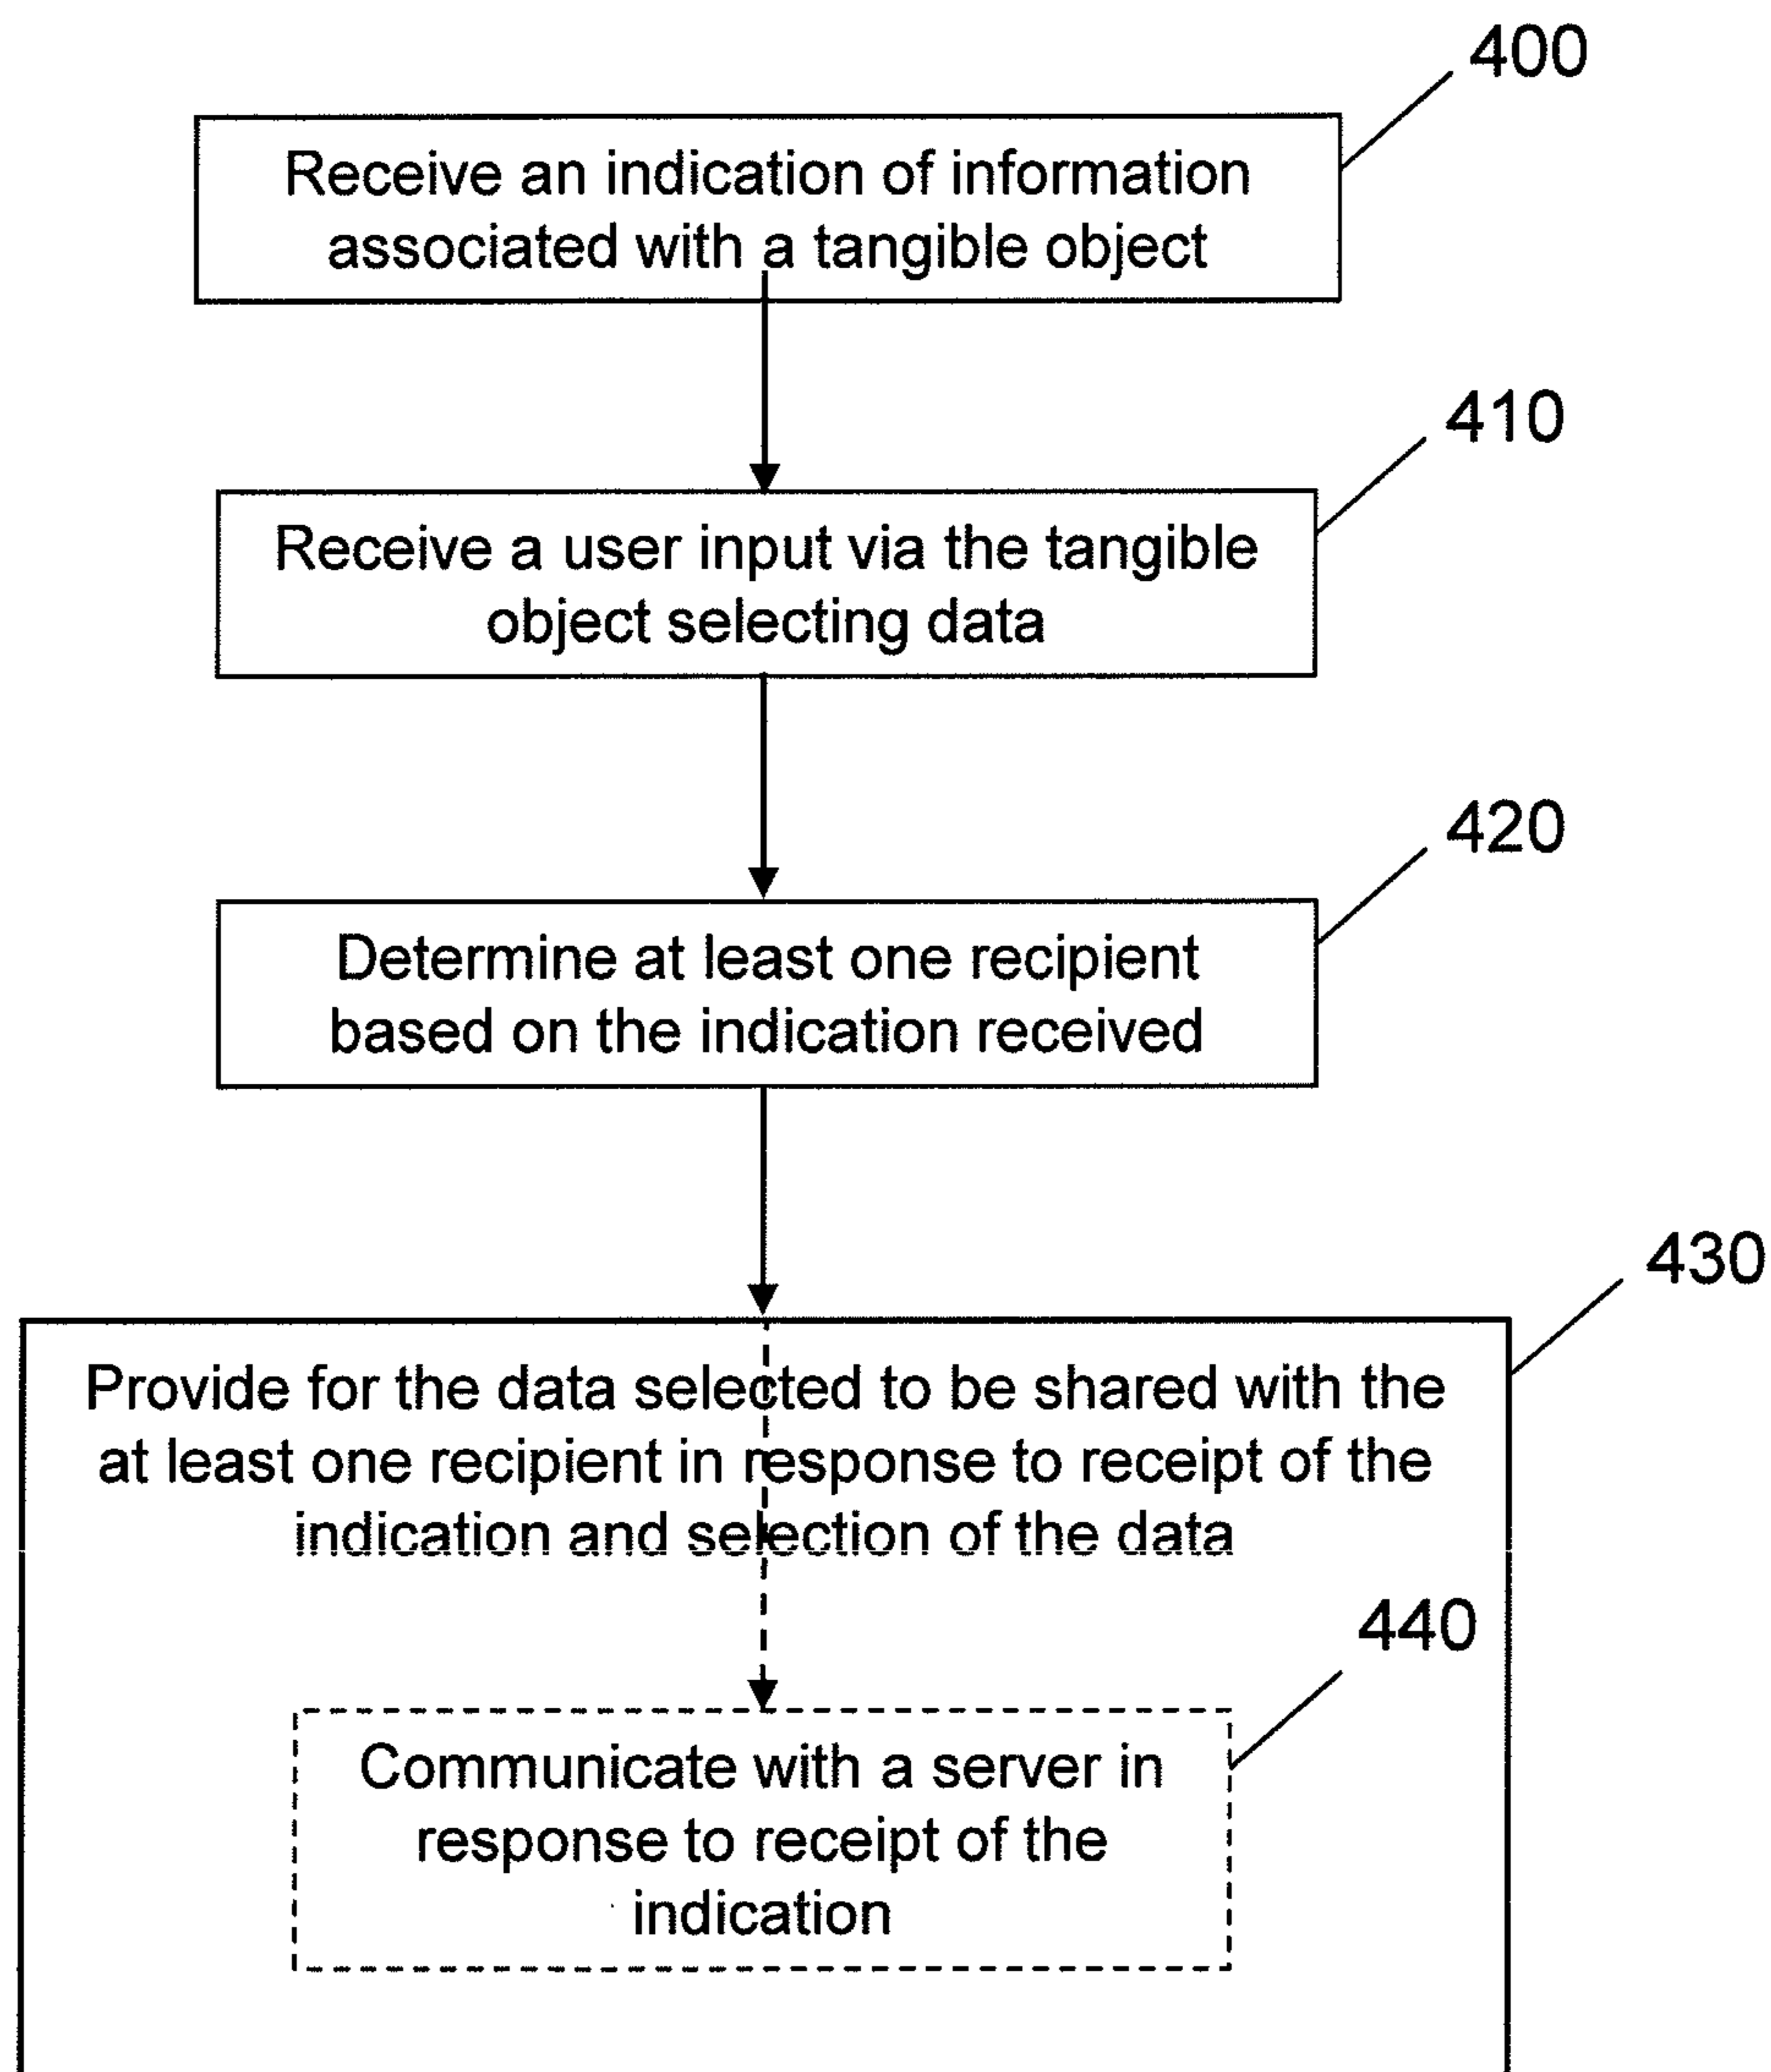 400
Receive an indication of information
associated with a tangible object
410
Receive a user input via the tangible
object selecting data
420
Determine at least one recipient
based on the indication received
430
Provide for the data selected to be shared with the
at least one recipient in response to receipt of the
indication and selection of the data
440
Communicate with a server in
response to receipt of the
indication